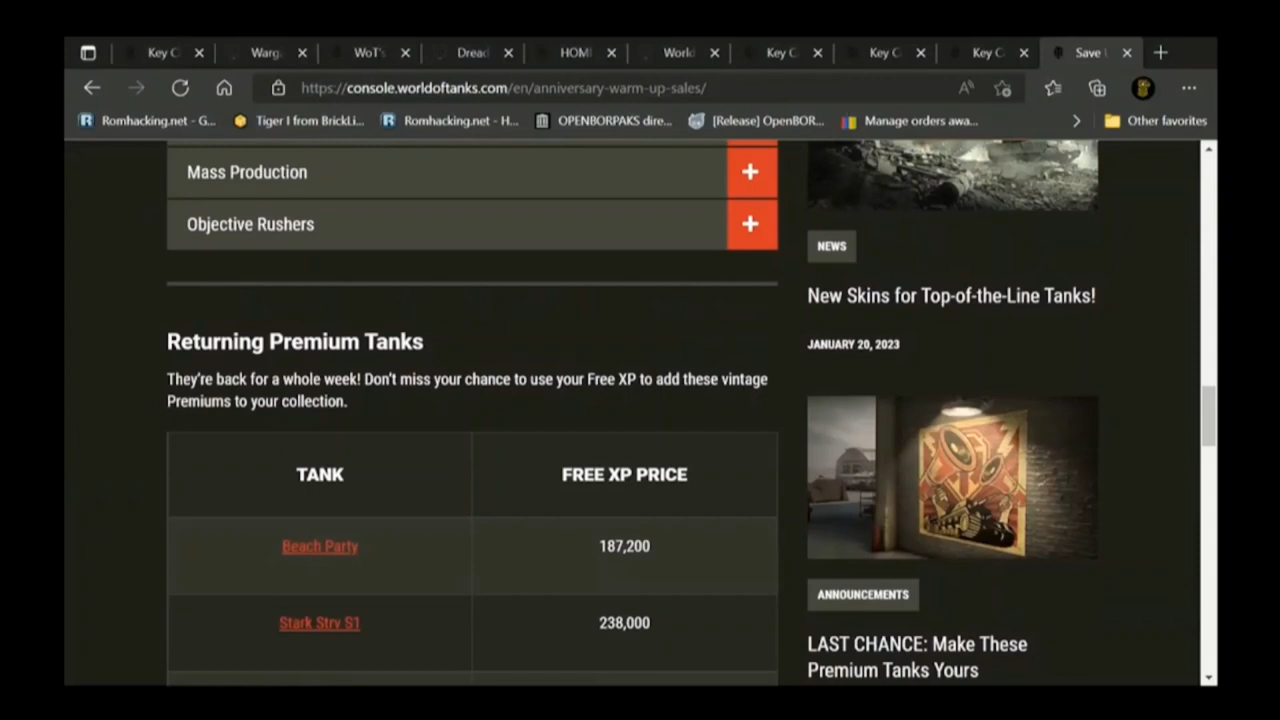 Key C
Warg
WoT's
Dread
HOME
World
Key C
Key C
Key C
Save
https://console.worldoftanks.com/en/anniversary-warm-up-sales/
Romhacking.net - G...
Tiger I from BrickLi...
Romhacking.net - H...
OPENBORPAKS dire...
[Release] OpenBOR...
Manage orders awa...
Other favorites
Mass Production
Objective Rushers
Returning Premium Tanks
They're back for a whole week! Don't miss your chance to use your Free XP to add these vintage
Premiums to your collection.
TANK
FREE XP PRICE
Beach Party
187,200
Stark Strv S1
238,000
NEWS
New Skins for Top-of-the-Line Tanks!
JANUARY 20, 2023
ANNOUNCEMENTS
LAST CHANCE: Make These
Premium Tanks Yours